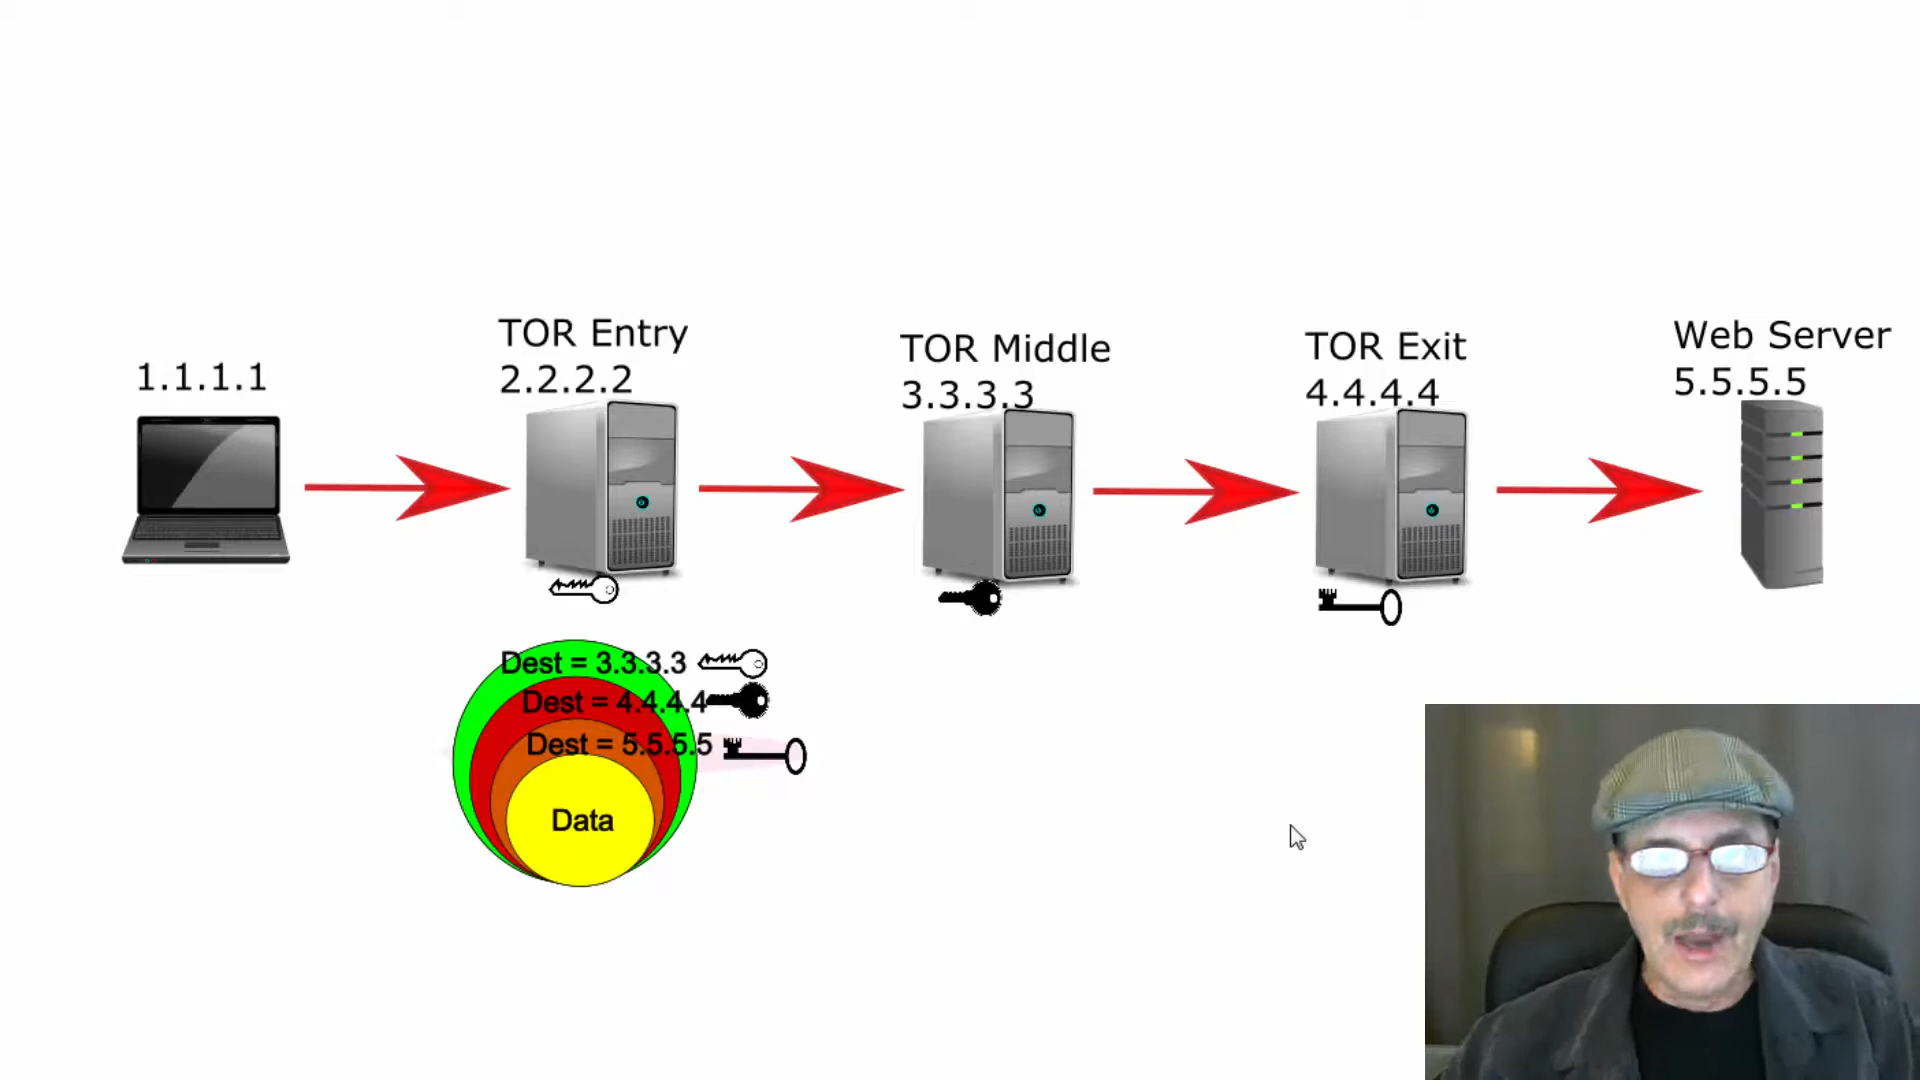 1.1.1.1
TOR Entry
2.2.2.2
TOR Middle
3.3.3.3
TOR Exit
4.4.4.4
Web Server
5.5.5.5
Dest = 3.3.3.3
Dest = 4.4.4.4
Dest = 5.5.5.5
Data